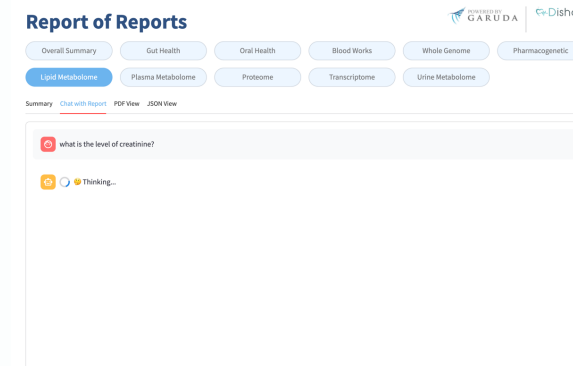 Report of Reports
POWERED BY
GARUDA
Overall Summary
Gut Health
Oral Health
Blood Works
Whole Genome
Pharmacogenetic
Lipid Metabolome
Plasma Metabolome
Proteome
Transcriptome
Urine Metabolome
Summary
Chat with Report
PDF View
JSON View
what is the level of creatinine?
Thinking...